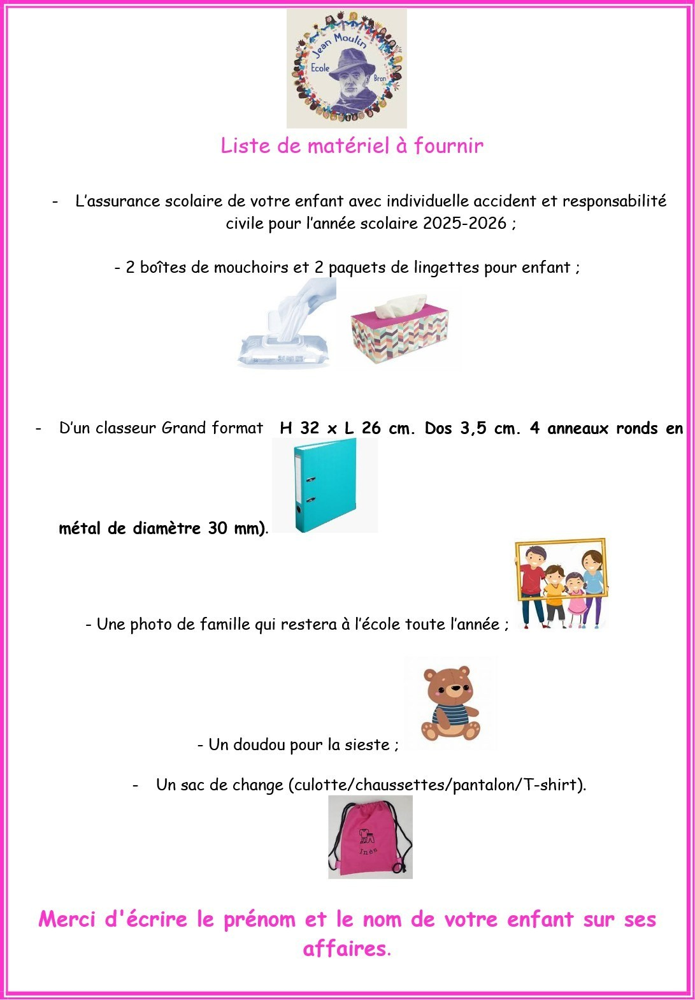 Jean Moulin
Ecole
Bron
Liste de matériel à fournir
- L’assurance scolaire de votre enfant avec individuelle accident et responsabilité
civile pour l’année scolaire 2025-2026 ;
- 2 boîtes de mouchoirs et 2 paquets de lingettes pour enfant ;
- D’un classeur Grand format H 32 x L 26 cm. Dos 3,5 cm. 4 anneaux ronds en
métal de diamètre 30 mm).
- Une photo de famille qui restera à l’école toute l’année ;
- Un doudou pour la sieste ;
- Un sac de change (culotte/chaussettes/pantalon/T-shirt).
Inès
Merci d'écrire le prénom et le nom de votre enfant sur ses
affaires.